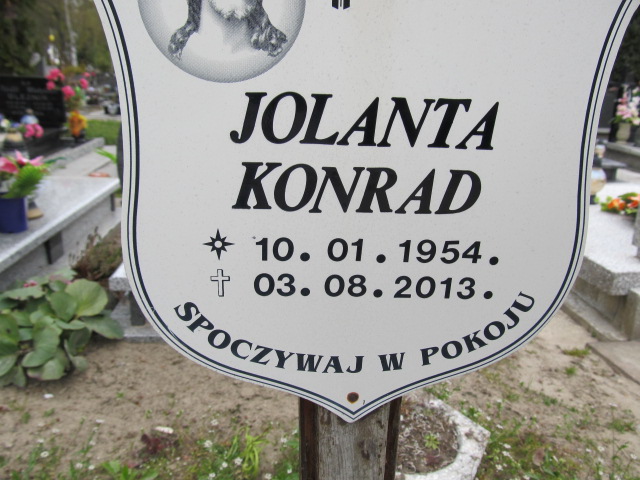 JOLANTA
KONRAD
10. 01. 1954.
03. 08. 2013.
SPOCZYWAJ W POKOJU